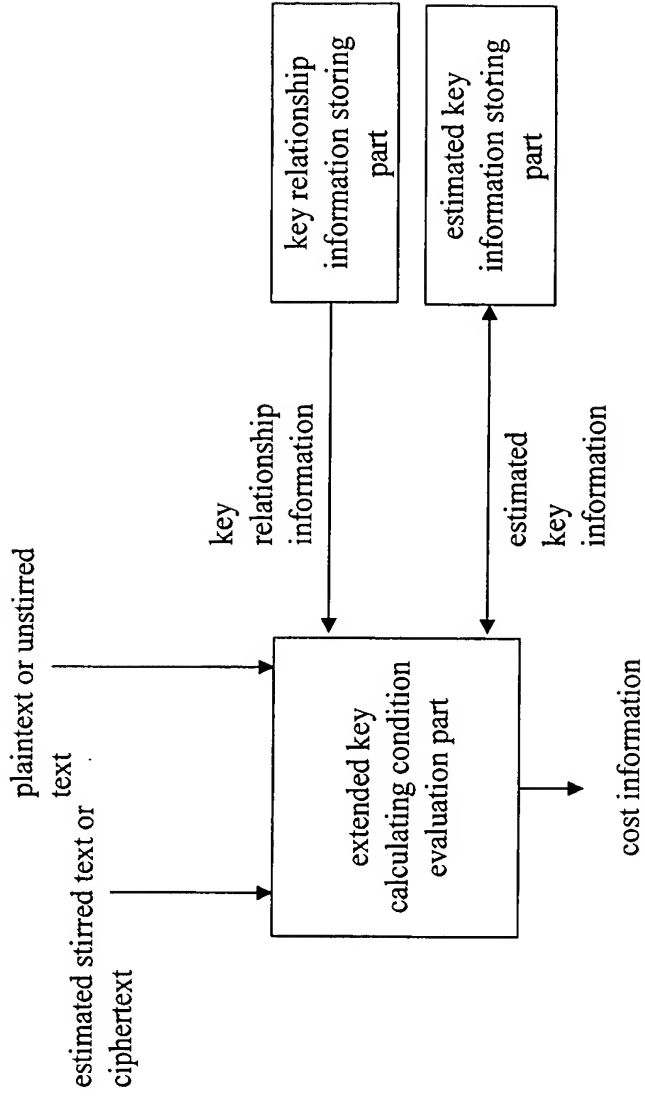 plaintext or unstirred
text
estimated stirred text or
ciphertext
key
relationship
information
key relationship
information storing
part
extended key
calculating condition
evaluation part
estimated
key
information
estimated key
information storing
part
cost information